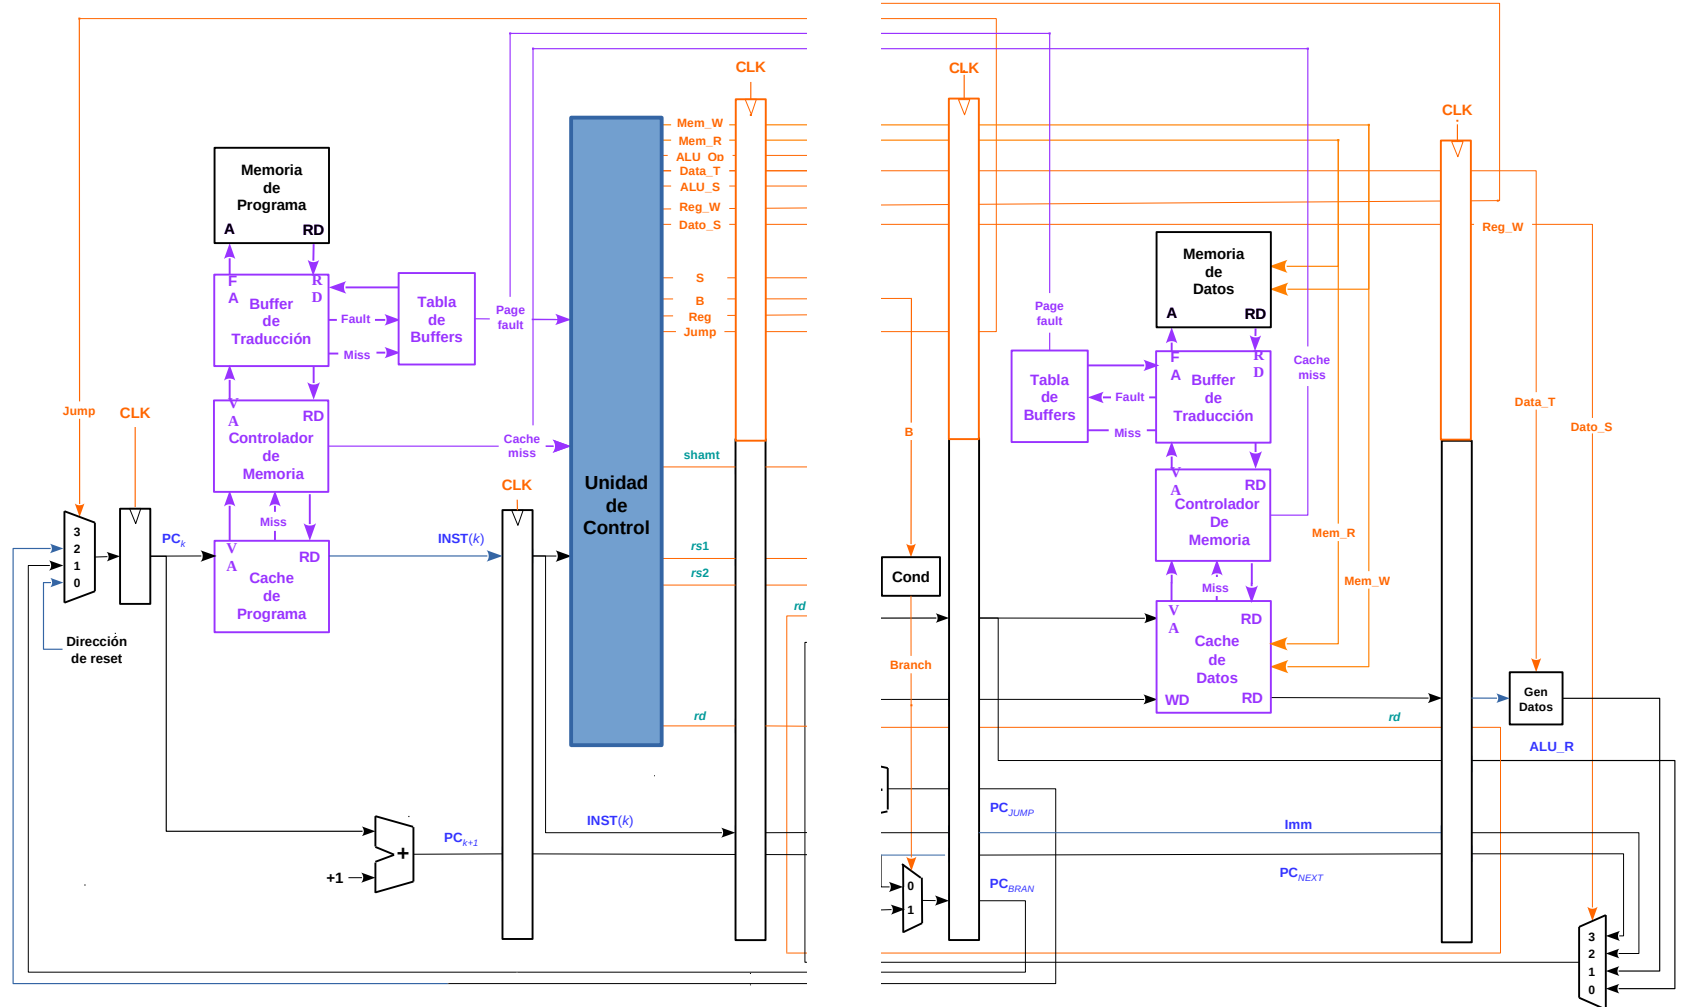 CLK
CLK
CLK
Mem_W
Mem_R
ALU_Op
Data_T
ALU_S
Reg_W
Dato_S
S
B
Reg
Jump
Memoria
de
Programa
A
RD
F
A
R
D
Buffer
de
Traducción
Fault
Miss
Tabla
de
Buffers
Page
fault
V
A
RD
Controlador
de
Memoria
Cache
miss
Miss
V
A
RD
Cache
de
Programa
Jump
CLK
3
2
1
0
PCk
INST(k)
CLK
Dirección
de reset
Unidad
de
Control
shamt
rs1
rs2
rd
rd
+
+1
PCk+1
INST(k)
Reg_W
Memoria
de
Datos
A
RD
Page
fault
Tabla
de
Buffers
Fault
Miss
F
A
R
D
Buffer
de
Traducción
Cache
miss
V
A
RD
Controlador
De
Memoria
Miss
V
A
RD
Cache
de
Datos
WD
RD
Data_T
Dato_S
B
Mem_R
Mem_W
Cond
Branch
Gen
Datos
rd
ALU_R
PCJUMP
Imm
PCNEXT
PCBRAN
0
1
3
2
1
0